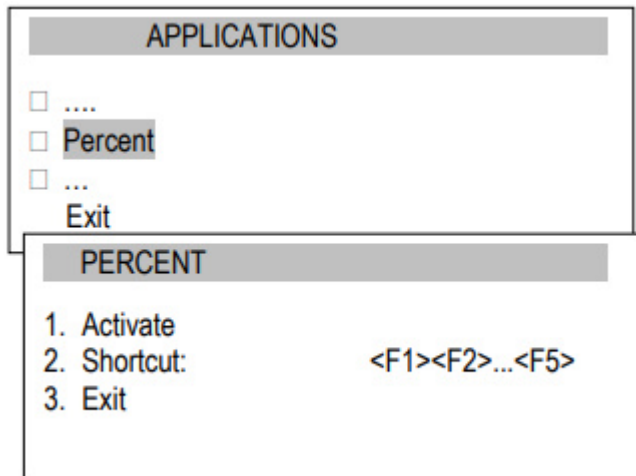 APPLICATIONS
□ ....
□ Percent
□ ...
Exit
PERCENT
1. Activate
2. Shortcut: <F1><F2>...<F5>
3. Exit